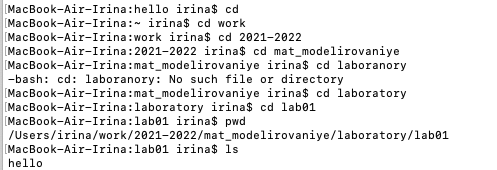 [MacBook-Air-Irina:hello irina$ cd
[MacBook-Air-Irina:~ irina$ cd work
[MacBook-Air-Irina:work irina$ cd 2021-2022
[MacBook-Air-Irina:2021-2022 irina$ cd mat_modelirovaniye
[MacBook-Air-Irina:mat_modelirovaniye irina$ cd laboranory
-bash: cd: laboranory: No such file or directory
[MacBook-Air-Irina:mat_modelirovaniye irina$ cd laboratory
[MacBook-Air-Irina:laboratory irina$ cd lab01
[MacBook-Air-Irina:lab01 irina$ pwd
/Users/irina/work/2021-2022/mat_modelirovaniye/laboratory/lab01
[MacBook-Air-Irina:lab01 irina$ ls
hello